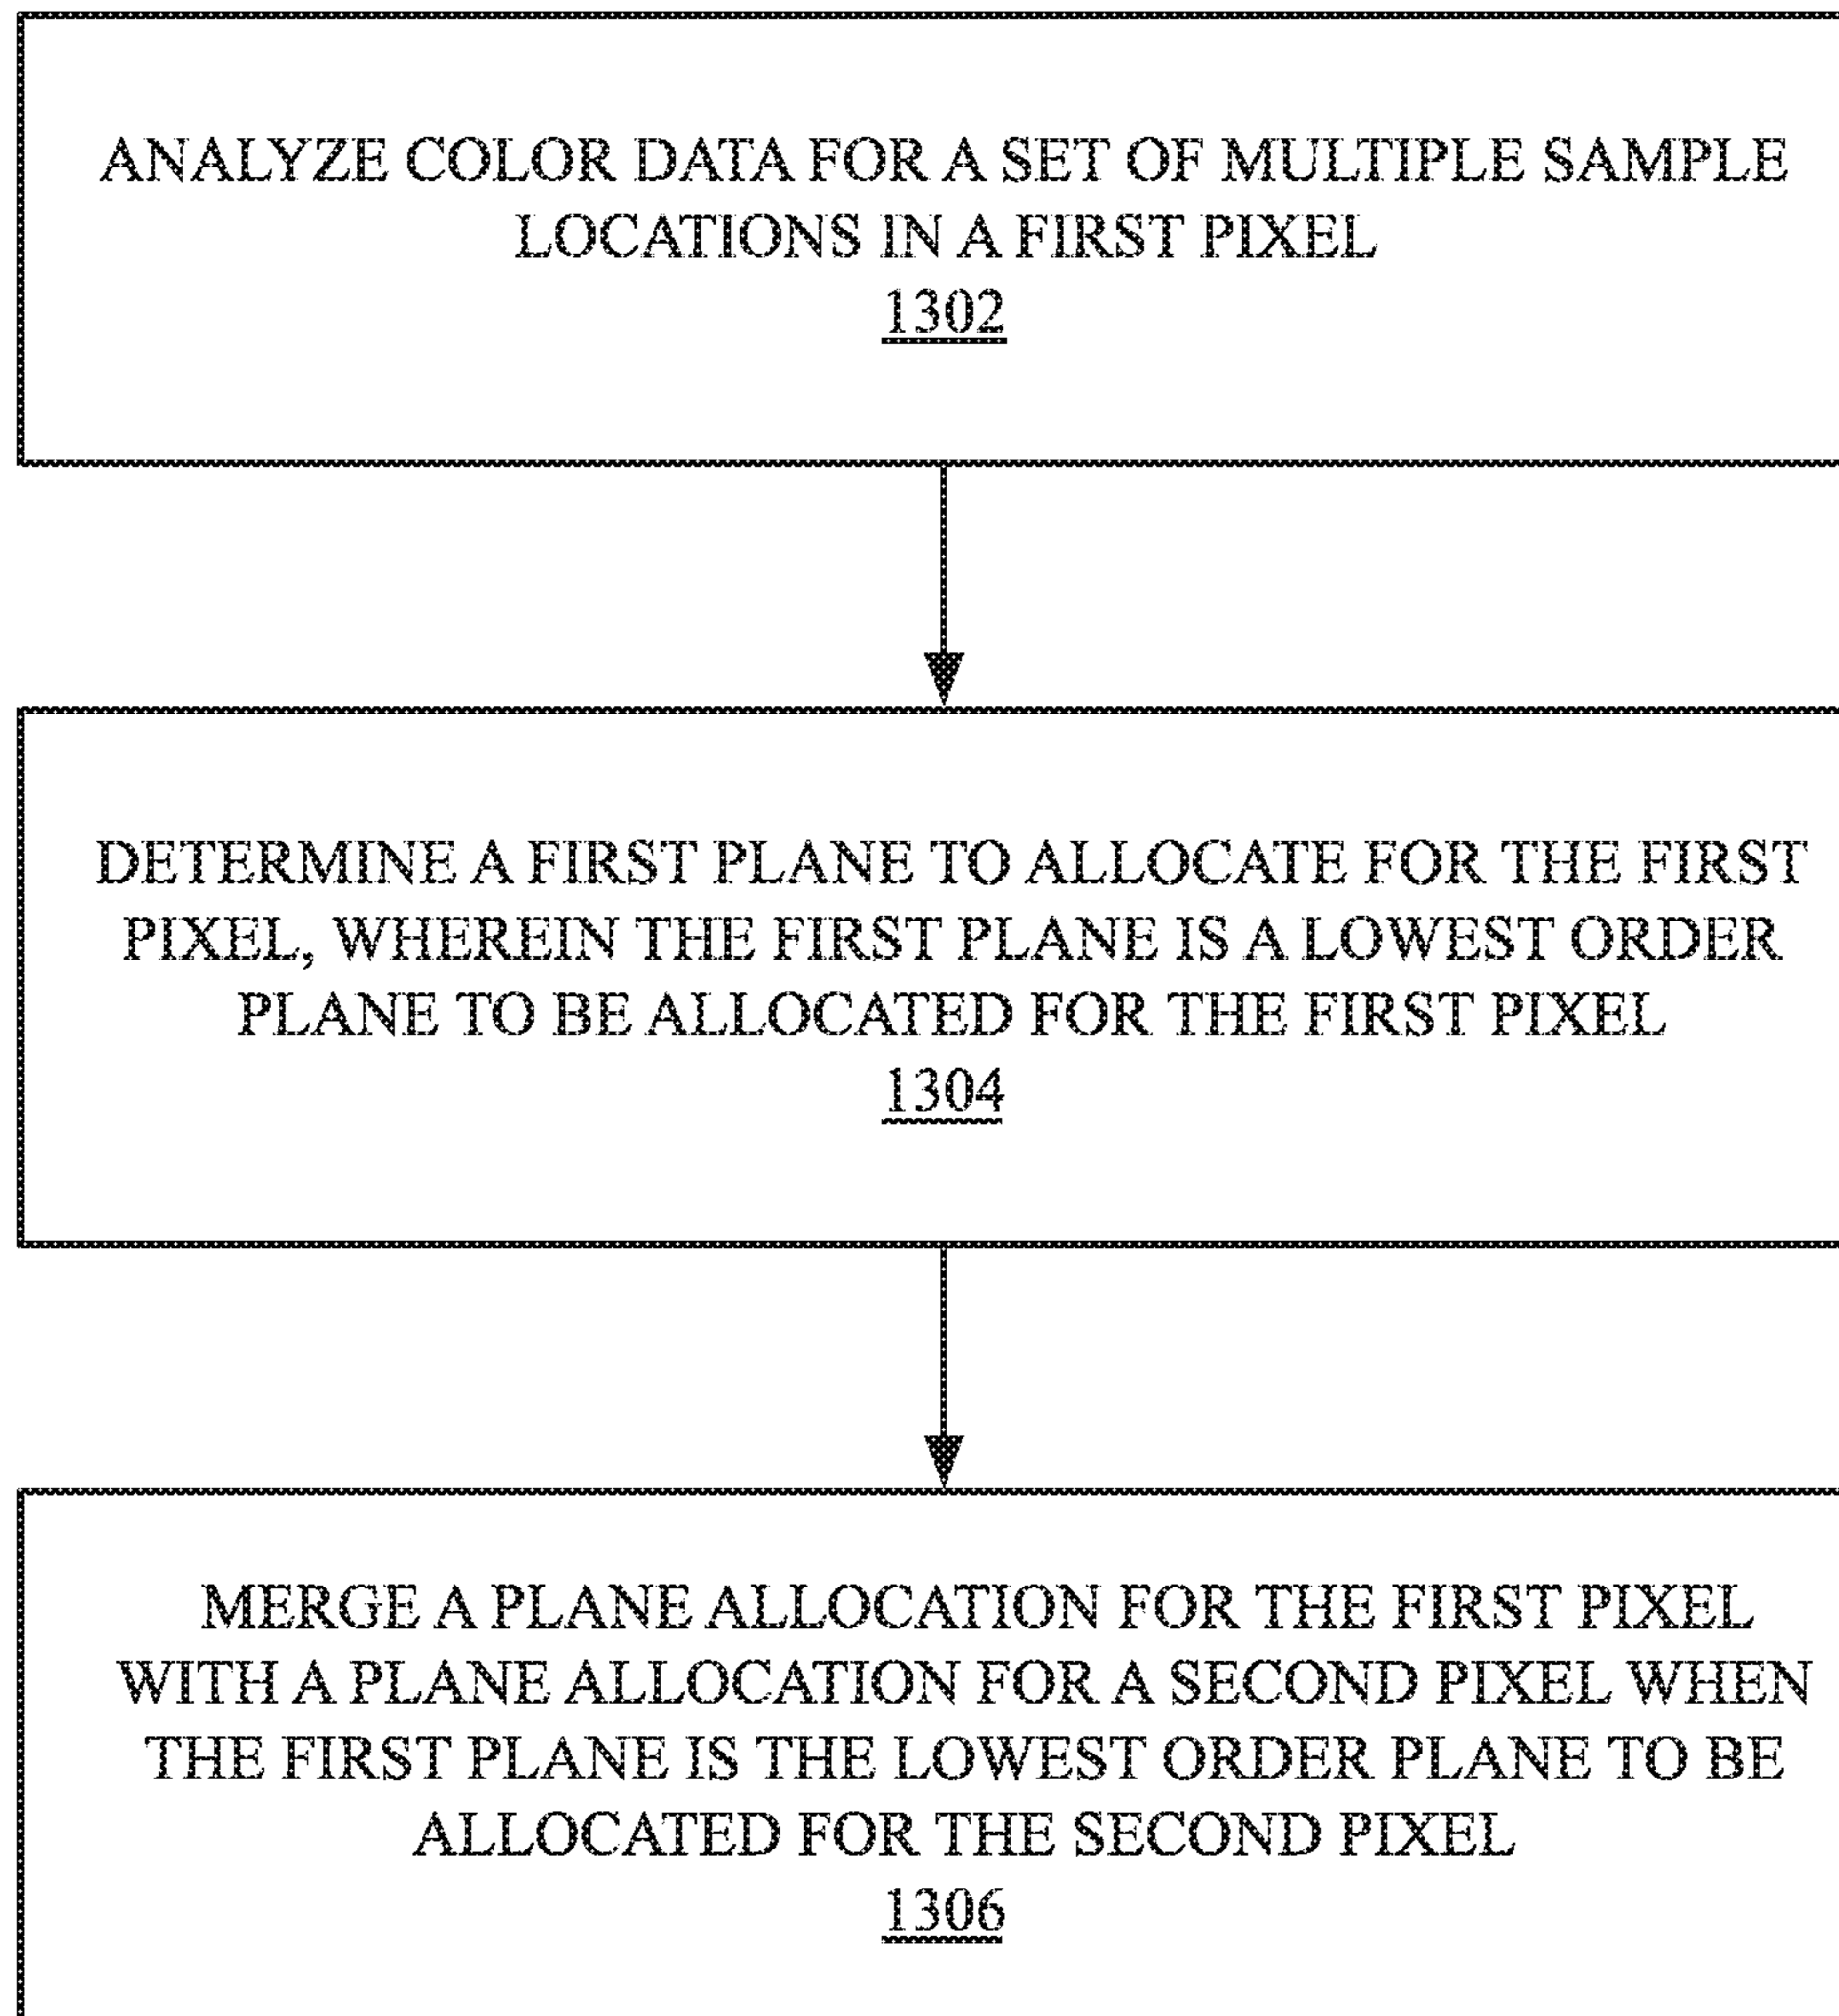 ANALYZE COLOR DATA FOR A SET OF MULTIPLE SAMPLE
LOCATIONS IN A FIRST PIXEL
1302
DETERMINE A FIRST PLANE TO ALLOCATE FOR THE FIRST
PIXEL, WHEREIN THE FIRST PLANE IS A LOWEST ORDER
PLANE TO BE ALLOCATED FOR THE FIRST PIXEL
1304
MERGE A PLANE ALLOCATION FOR THE FIRST PIXEL
WITH A PLANE ALLOCATION FOR A SECOND PIXEL WHEN
THE FIRST PLANE IS THE LOWEST ORDER PLANE TO BE
ALLOCATED FOR THE SECOND PIXEL
1306